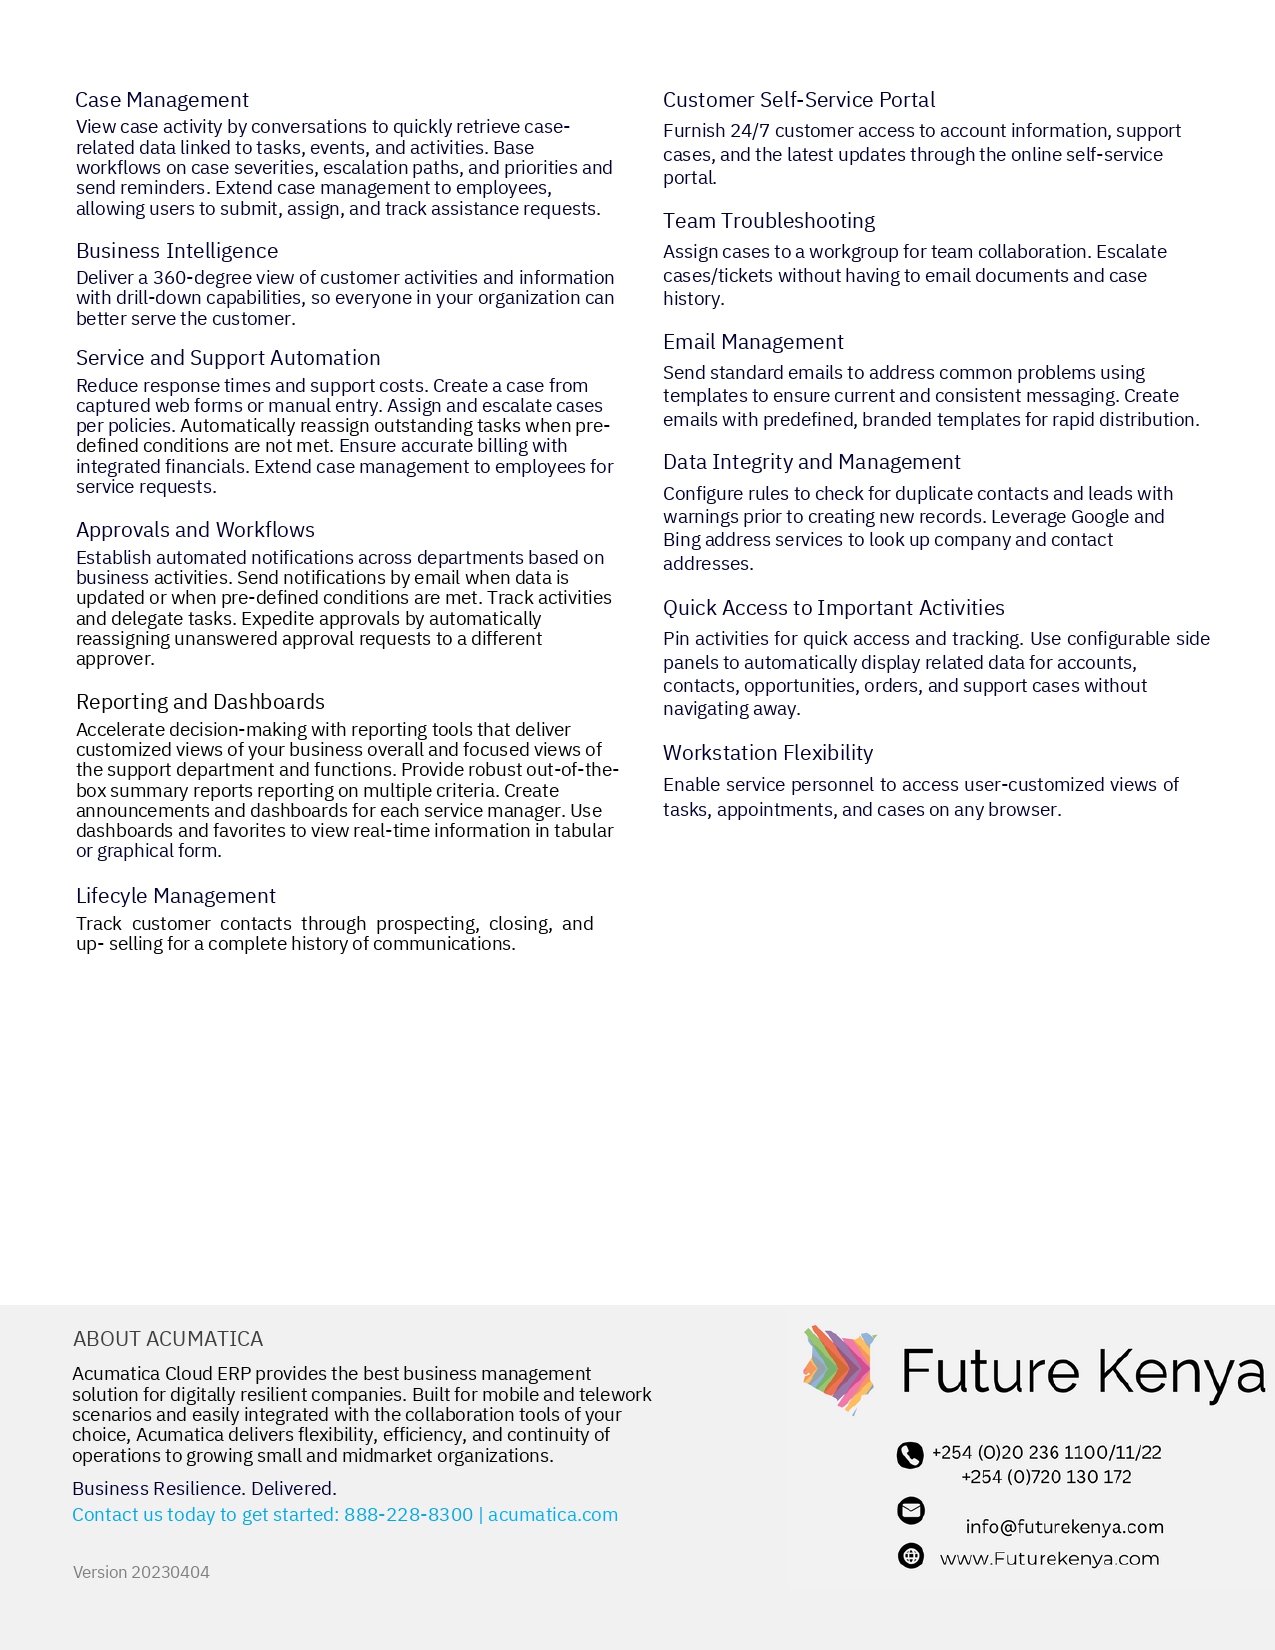 Case Management
View case activity by conversations to quickly retrieve case-
related data linked to tasks, events, and activities. Base
workflows on case severities, escalation paths, and priorities and
send reminders. Extend case management to employees,
allowing users to submit, assign, and track assistance requests.
Business Intelligence
Deliver a 360-degree view of customer activities and information
with drill-down capabilities, so everyone in your organization can
better serve the customer.
Service and Support Automation
Reduce response times and support costs. Create a case from
captured web forms or manual entry. Assign and escalate cases
per policies. Automatically reassign outstanding tasks when pre-
defined conditions are not met. Ensure accurate billing with
integrated financials. Extend case management to employees for
service requests.
Approvals and Workflows
Establish automated notifications across departments based on
business activities. Send notifications by email when data is
updated or when pre-defined conditions are met. Track activities
and delegate tasks. Expedite approvals by automatically
reassigning unanswered approval requests to a different
approver.
Reporting and Dashboards
Accelerate decision-making with reporting tools that deliver
customized views of your business overall and focused views of
the support department and functions. Provide robust out-of-the-
box summary reports reporting on multiple criteria. Create
announcements and dashboards for each service manager. Use
dashboards and favorites to view real-time information in tabular
or graphical form.
Lifecyle Management
Track customer contacts through prospecting, closing, and
up- selling for a complete history of communications.
Customer Self-Service Portal
Furnish 24/7 customer access to account information, support
cases, and the latest updates through the online self-service
portal.
Team Troubleshooting
Assign cases to a workgroup for team collaboration. Escalate
cases/tickets without having to email documents and case
history.
Email Management
Send standard emails to address common problems using
templates to ensure current and consistent messaging. Create
emails with predefined, branded templates for rapid distribution.
Data Integrity and Management
Configure rules to check for duplicate contacts and leads with
warnings prior to creating new records. Leverage Google and
Bing address services to look up company and contact
addresses.
Quick Access to Important Activities
Pin activities for quick access and tracking. Use configurable side
panels to automatically display related data for accounts,
contacts, opportunities, orders, and support cases without
navigating away.
Workstation Flexibility
Enable service personnel to access user-customized views of
tasks, appointments, and cases on any browser.
ABOUT ACUMATICA
Acumatica Cloud ERP provides the best business management
solution for digitally resilient companies. Built for mobile and telework
scenarios and easily integrated with the collaboration tools of your
choice, Acumatica delivers flexibility, efficiency, and continuity of
operations to growing small and midmarket organizations.
Business Resilience. Delivered.
Contact us today to get started: 888-228-8300 | acumatica.com
Version 20230404
Future Kenya
+254 (0)20 236 1100/11/22
+254 (0)720 130 172
info@futurekenya.com
www.Futurekenya.com